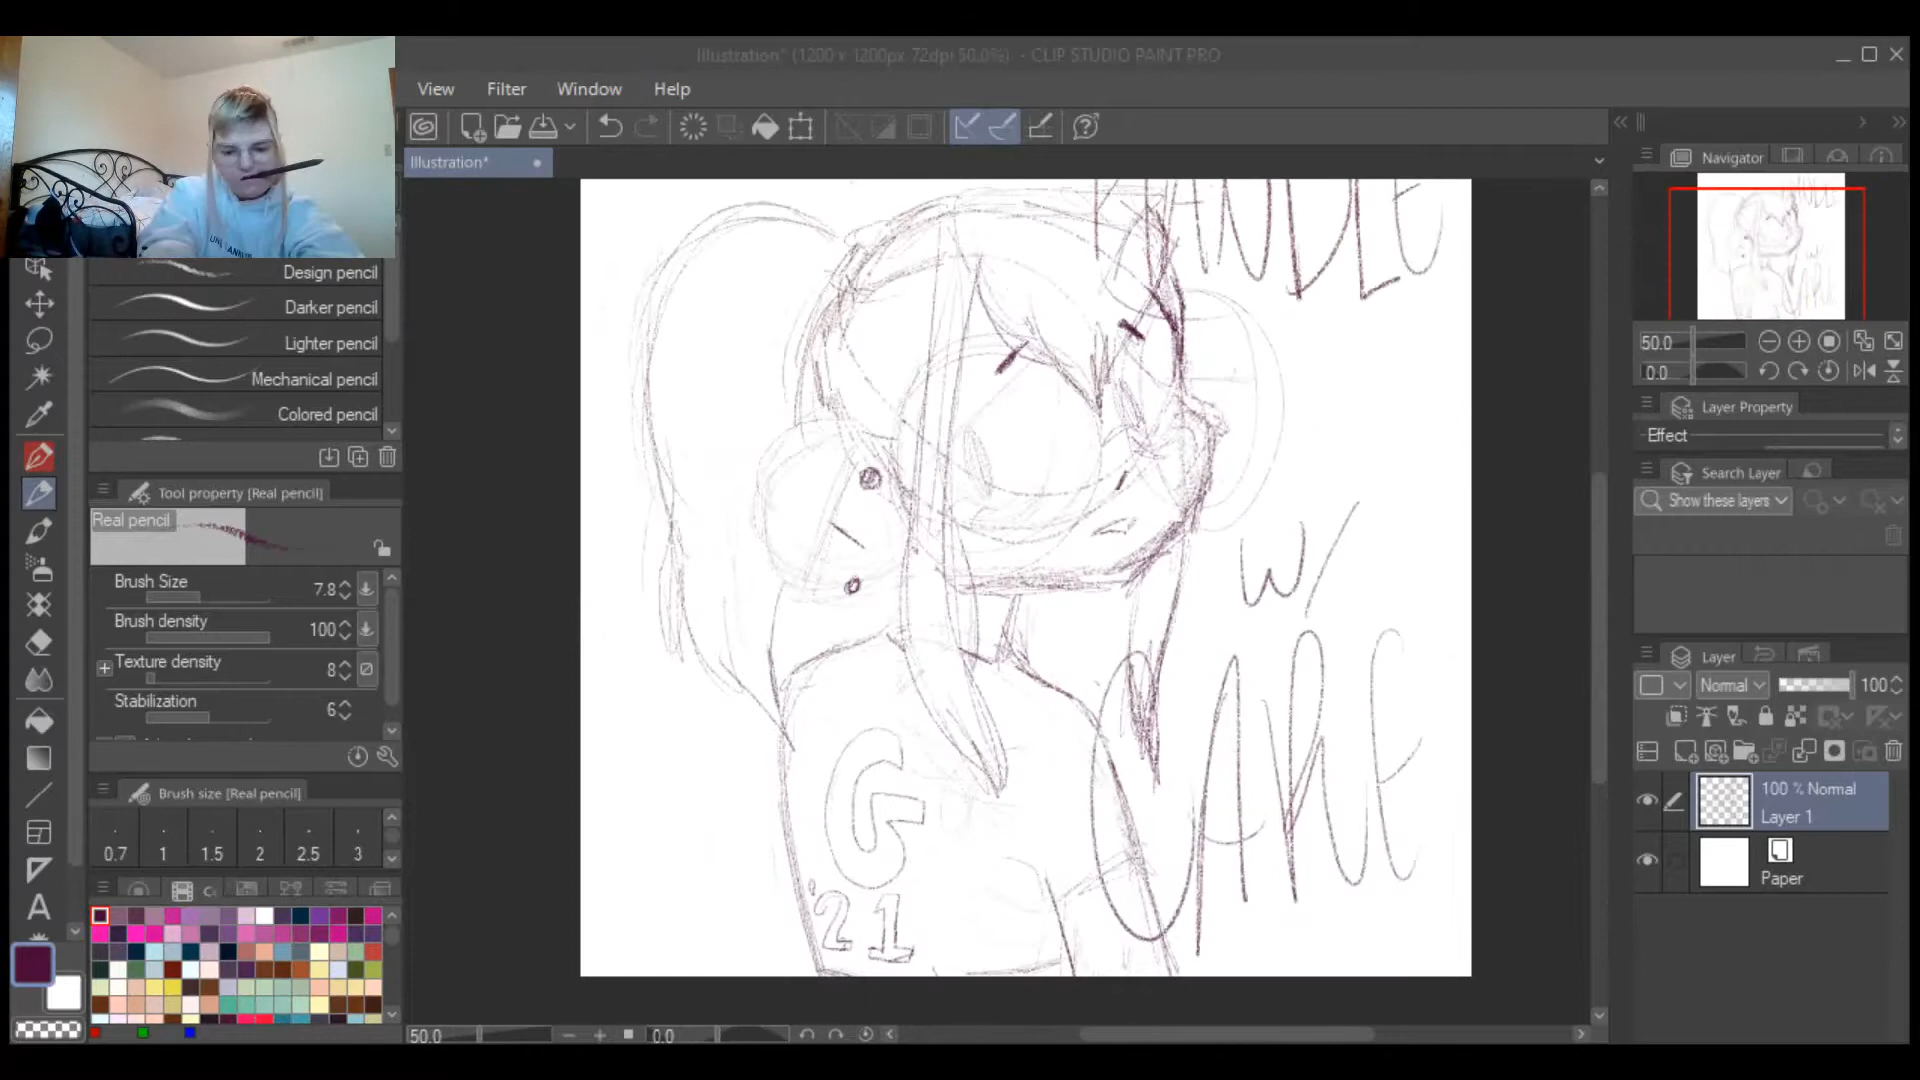 Illustration* (1200 x 1200px 72dpi 50.0%) - CLIP STUDIO PAINT PRO
View Filter Window Help
Illustration*
Design pencil
Darker pencil
Lighter pencil
Mechanical pencil
Colored pencil
Tool property [Real pencil]
Real pencil
Brush Size 7.8
Brush density 100
Texture density 8
Stabilization 6
Brush size [Real pencil]
0.7 1 1.5 2 2.5 3
A
HANDLE
W/
CARE
G
'21
50.0 0.0
Navigator
50.0
0.0
Layer Property
Effect
Search Layer
Show these layers
Layer
Normal 100
100 % Normal
Layer 1
Paper